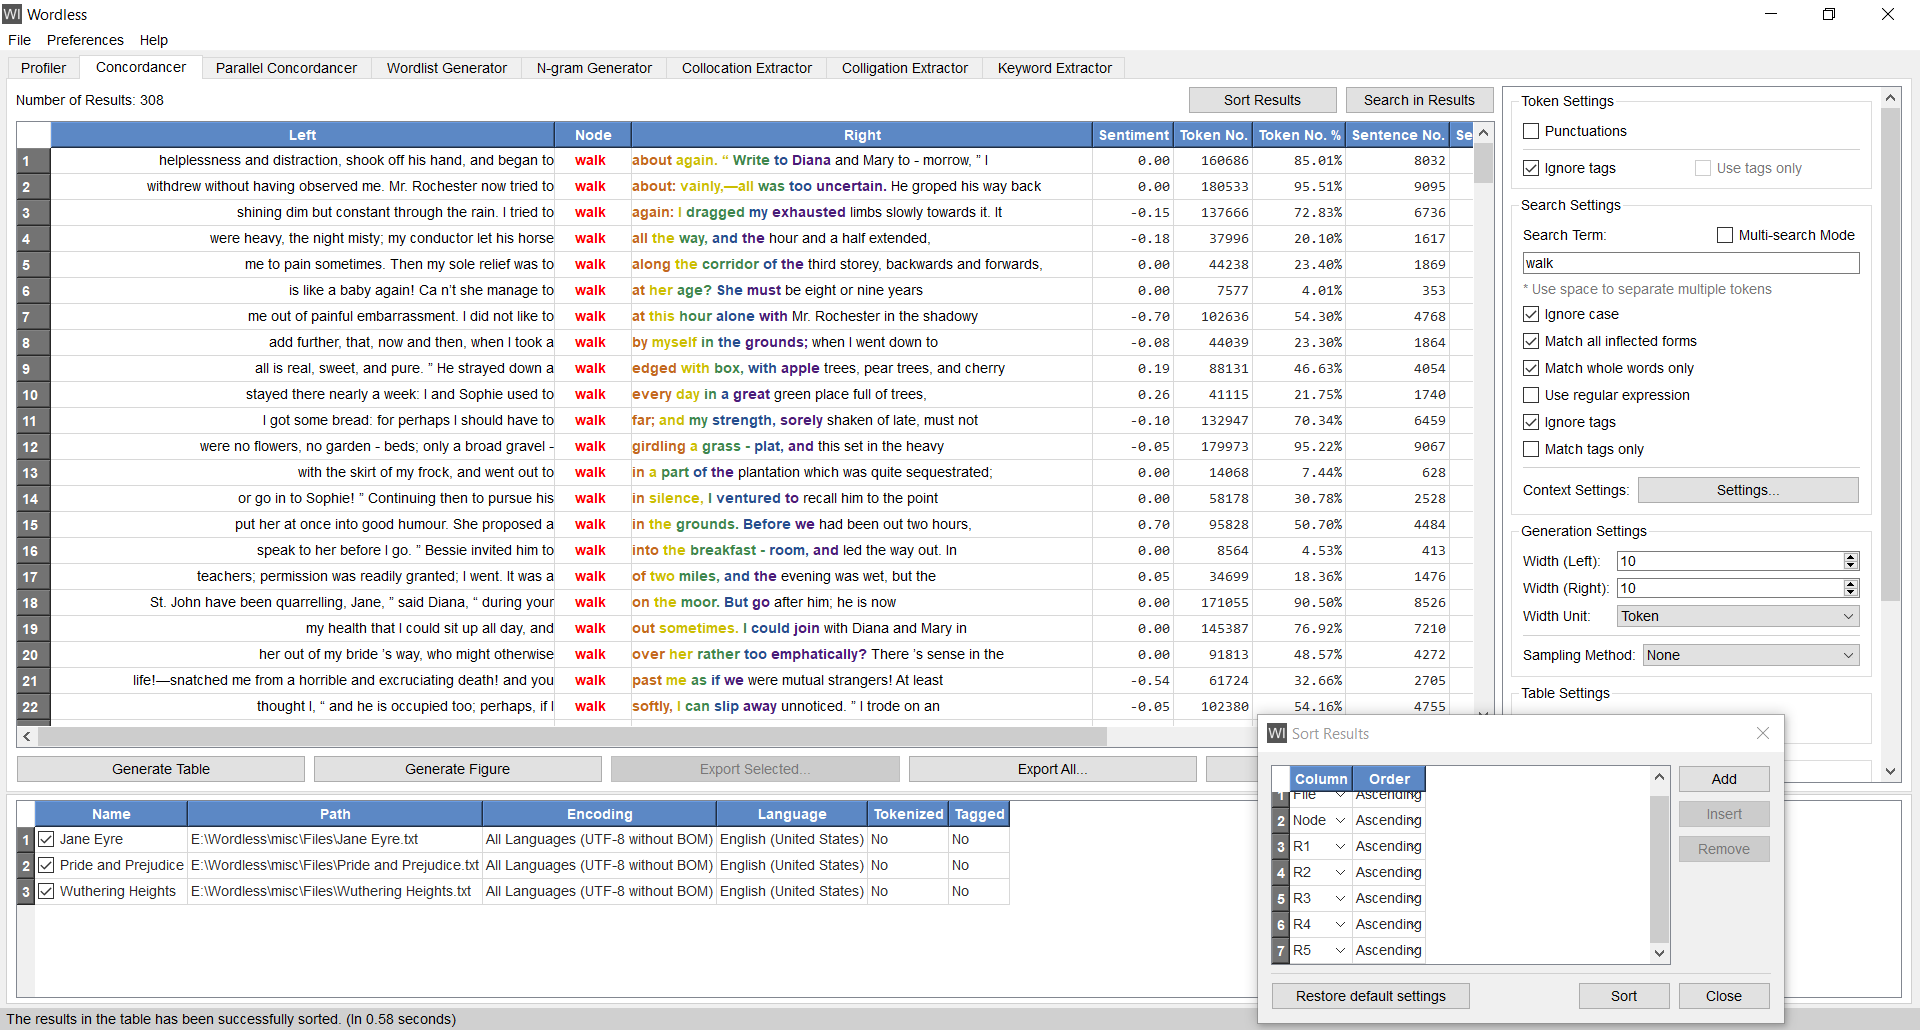 Wl Wordless
File Preferences Help
Profiler Concordancer Parallel Concordancer Wordlist Generator N-gram Generator Collocation Extractor Colligation Extractor Keyword Extractor
Number of Results: 308 Sort Results Search in Results
Left Node Right Sentiment Token No. Token No. % Sentence No. Se
1 helplessness and distraction, shook off his hand, and began to walk about again. “ Write to Diana and Mary to - morrow, ” I 0.00 160686 85.01% 8032
2 withdrew without having observed me. Mr. Rochester now tried to walk about: vainly,—all was too uncertain. He groped his way back 0.00 180533 95.51% 9095
3 shining dim but constant through the rain. I tried to walk again: I dragged my exhausted limbs slowly towards it. It -0.15 137666 72.83% 6736
4 were heavy, the night misty; my conductor let his horse walk all the way, and the hour and a half extended, -0.18 37996 20.10% 1617
5 me to pain sometimes. Then my sole relief was to walk along the corridor of the third storey, backwards and forwards, 0.00 44238 23.40% 1869
6 is like a baby again! Ca n’t she manage to walk at her age? She must be eight or nine years 0.00 7577 4.01% 353
7 me out of painful embarrassment. I did not like to walk at this hour alone with Mr. Rochester in the shadowy -0.70 102636 54.30% 4768
8 add further, that, now and then, when I took a walk by myself in the grounds; when I went down to -0.08 44039 23.30% 1864
9 all is real, sweet, and pure. ” He strayed down a walk edged with box, with apple trees, pear trees, and cherry 0.19 88131 46.63% 4054
10 stayed there nearly a week: I and Sophie used to walk every day in a great green place full of trees, 0.26 41115 21.75% 1740
11 I got some bread: for perhaps I should have to walk far; and my strength, sorely shaken of late, must not -0.10 132947 70.34% 6459
12 were no flowers, no garden - beds; only a broad gravel - walk girdling a grass - plat, and this set in the heavy -0.05 179973 95.22% 9067
13 with the skirt of my frock, and went out to walk in a part of the plantation which was quite sequestrated; 0.00 14068 7.44% 628
14 or go in to Sophie! ” Continuing then to pursue his walk in silence, I ventured to recall him to the point 0.00 58178 30.78% 2528
15 put her at once into good humour. She proposed a walk in the grounds. Before we had been out two hours, 0.70 95828 50.70% 4484
16 speak to her before I go. ” Bessie invited him to walk into the breakfast - room, and led the way out. In 0.00 8564 4.53% 413
17 teachers; permission was readily granted; I went. It was a walk of two miles, and the evening was wet, but the 0.05 34699 18.36% 1476
18 St. John have been quarrelling, Jane, ” said Diana, “ during your walk on the moor. But go after him; he is now 0.00 171055 90.50% 8526
19 my health that I could sit up all day, and walk out sometimes. I could join with Diana and Mary in 0.00 145387 76.92% 7210
20 her out of my bride ’s way, who might otherwise walk over her rather too emphatically? There ’s sense in the 0.00 91813 48.57% 4272
21 life!—snatched me from a horrible and excruciating death! and you walk past me as if we were mutual strangers! At least -0.54 61724 32.66% 2705
22 thought I, “ and he is occupied too; perhaps, if I walk softly, I can slip away unnoticed. ” I trode on an -0.05 102380 54.16% 4755
Generate Table Generate Figure Export Selected... Export All...
Token Settings
Punctuations
Ignore tags Use tags only
Search Settings
Search Term: Multi-search Mode
walk
* Use space to separate multiple tokens
Ignore case
Match all inflected forms
Match whole words only
Use regular expression
Ignore tags
Match tags only
Context Settings: Settings...
Generation Settings
Width (Left): 10
Width (Right): 10
Width Unit: Token
Sampling Method: None
Table Settings
Name Path Encoding Language Tokenized Tagged
1 Jane Eyre E:\Wordless\misc\Files\Jane Eyre.txt All Languages (UTF-8 without BOM) English (United States) No No
2 Pride and Prejudice E:\Wordless\misc\Files\Pride and Prejudice.txt All Languages (UTF-8 without BOM) English (United States) No No
3 Wuthering Heights E:\Wordless\misc\Files\Wuthering Heights.txt All Languages (UTF-8 without BOM) English (United States) No No
Wl Sort Results
Column Order
1 File Ascending
2 Node Ascending
3 R1 Ascending
4 R2 Ascending
5 R3 Ascending
6 R4 Ascending
7 R5 Ascending
Add
Insert
Remove
Restore default settings Sort Close
The results in the table has been successfully sorted. (In 0.58 seconds)